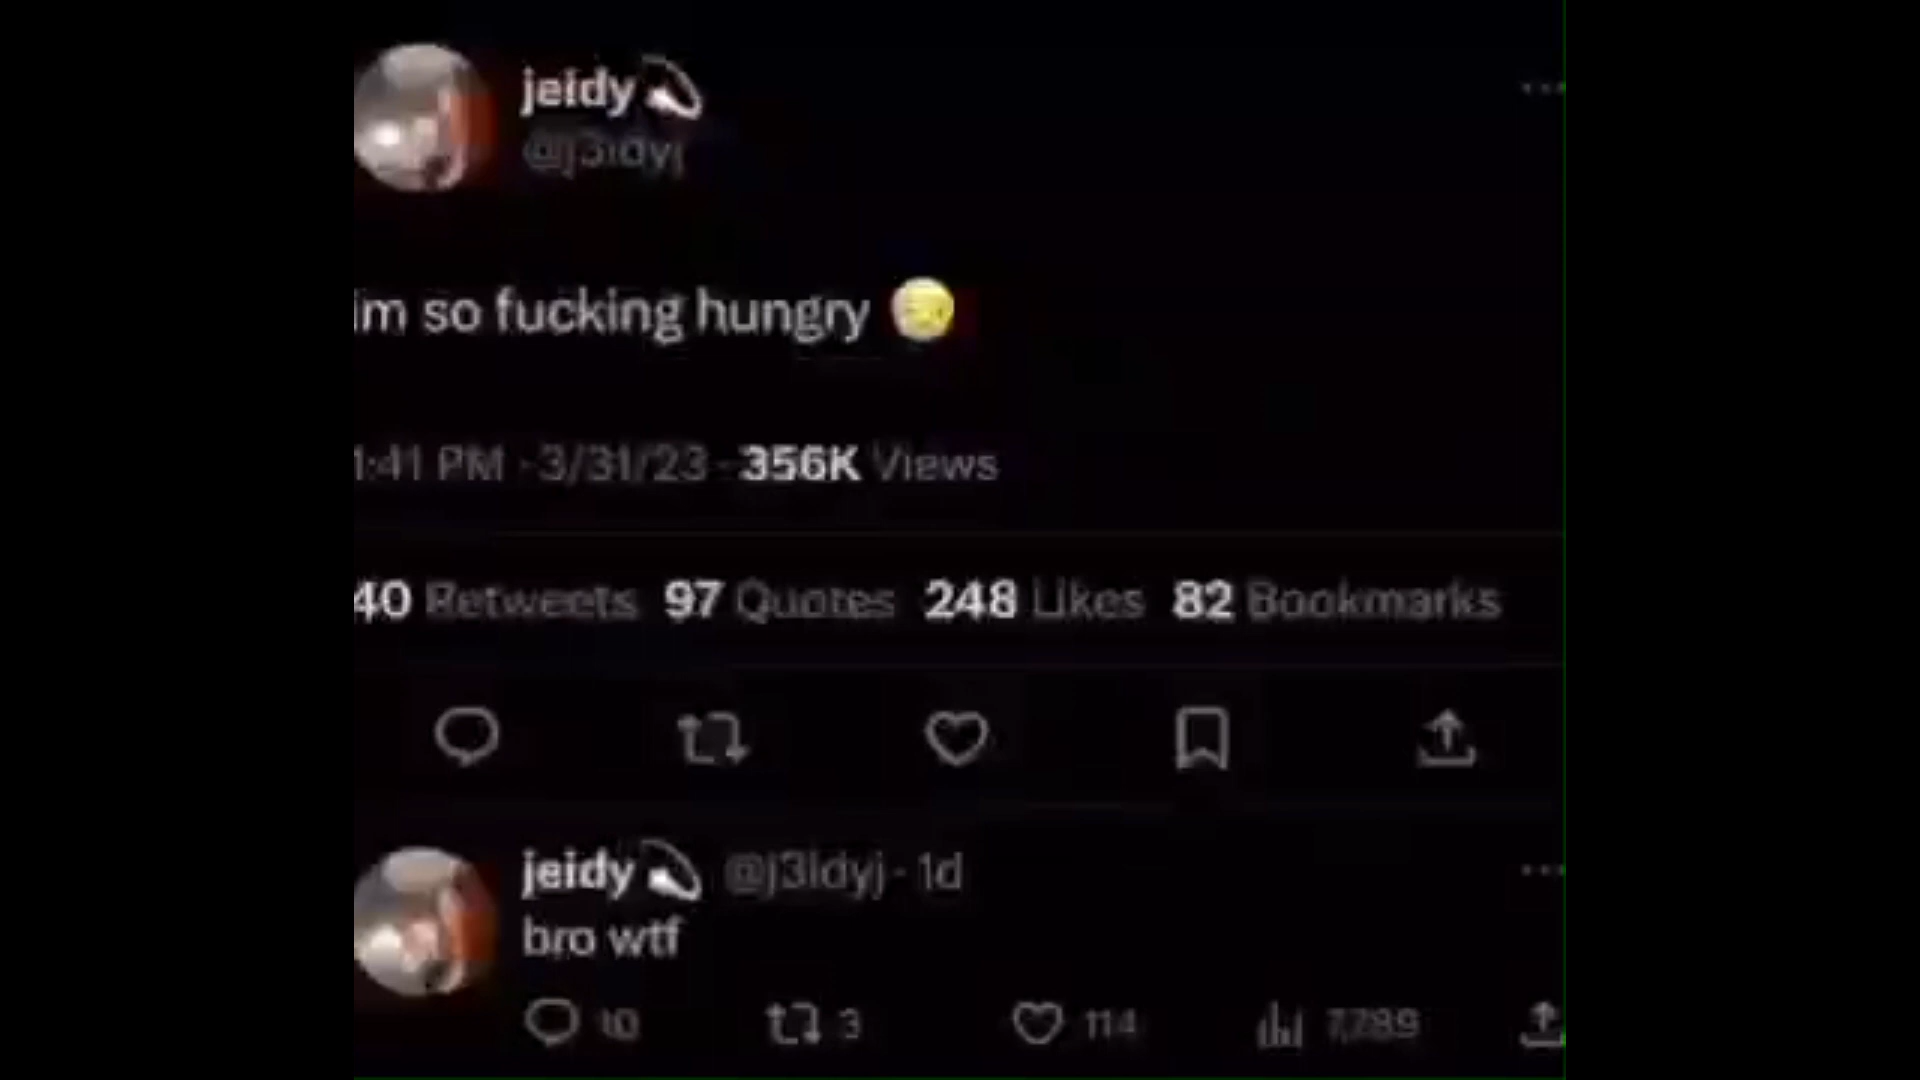 jeidy💫
@j3idyj
im so fucking hungry 😔
1:41 PM · 3/31/23 · 356K Views
40 Retweets 97 Quotes 248 Likes 82 Bookmarks
jeidy💫 @j3idyj · 1d
bro wtf
10 3 114 7,789